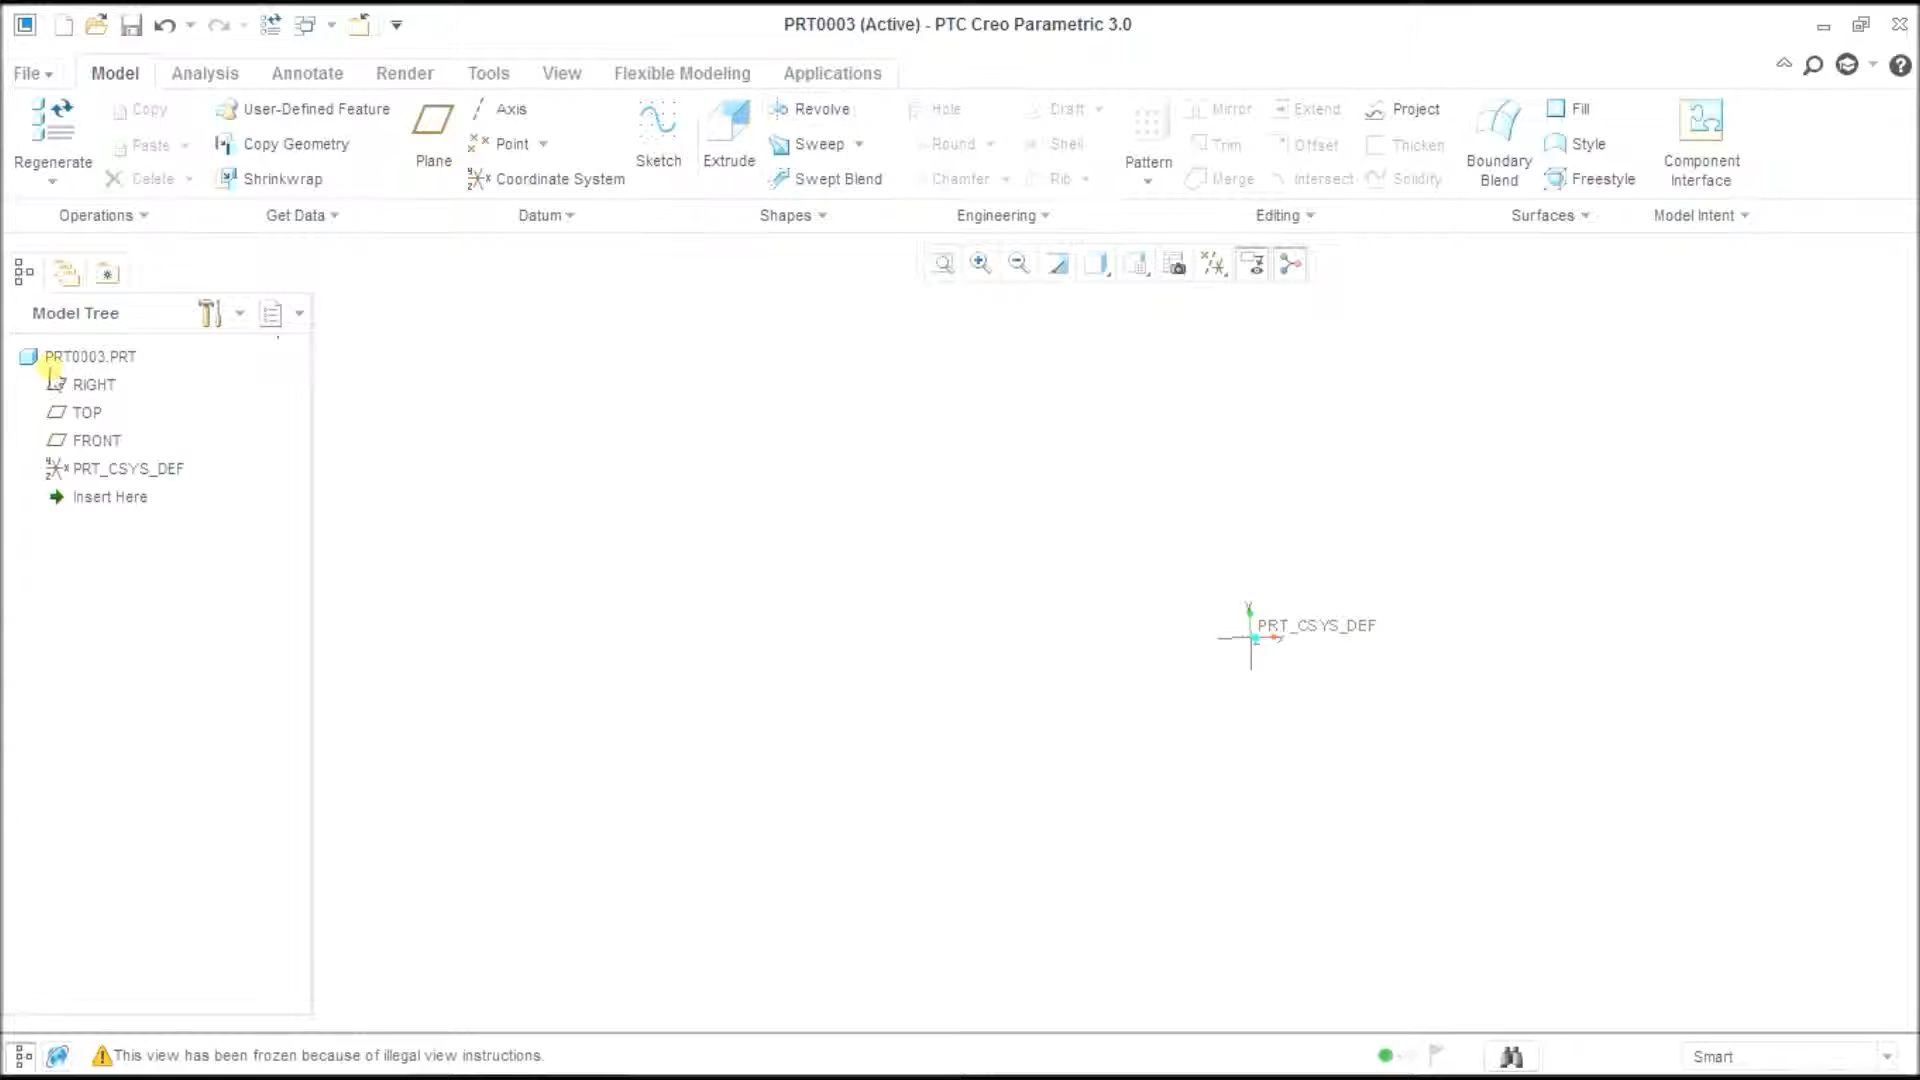 PRT0003 (Active) - PTC Creo Parametric 3.0
File Model Analysis Annotate Render Tools View Flexible Modeling Applications
Regenerate
Copy
Paste
Delete
User-Defined Feature
Copy Geometry
Shrinkwrap
Plane
Axis
Point
Coordinate System
Sketch
Extrude
Revolve
Sweep
Swept Blend
Hole
Round
Chamfer
Draft
Shell
Rib
Pattern
Mirror
Trim
Merge
Extend
Offset
Intersect
Project
Thicken
Solidify
Boundary
Blend
Fill
Style
Freestyle
Component
Interface
Operations Get Data Datum Shapes Engineering Editing Surfaces Model Intent
Model Tree
PRT0003.PRT
RIGHT
TOP
FRONT
PRT_CSYS_DEF
Insert Here
Y
PRT_CSYS_DEF
This view has been frozen because of illegal view instructions.
Smart